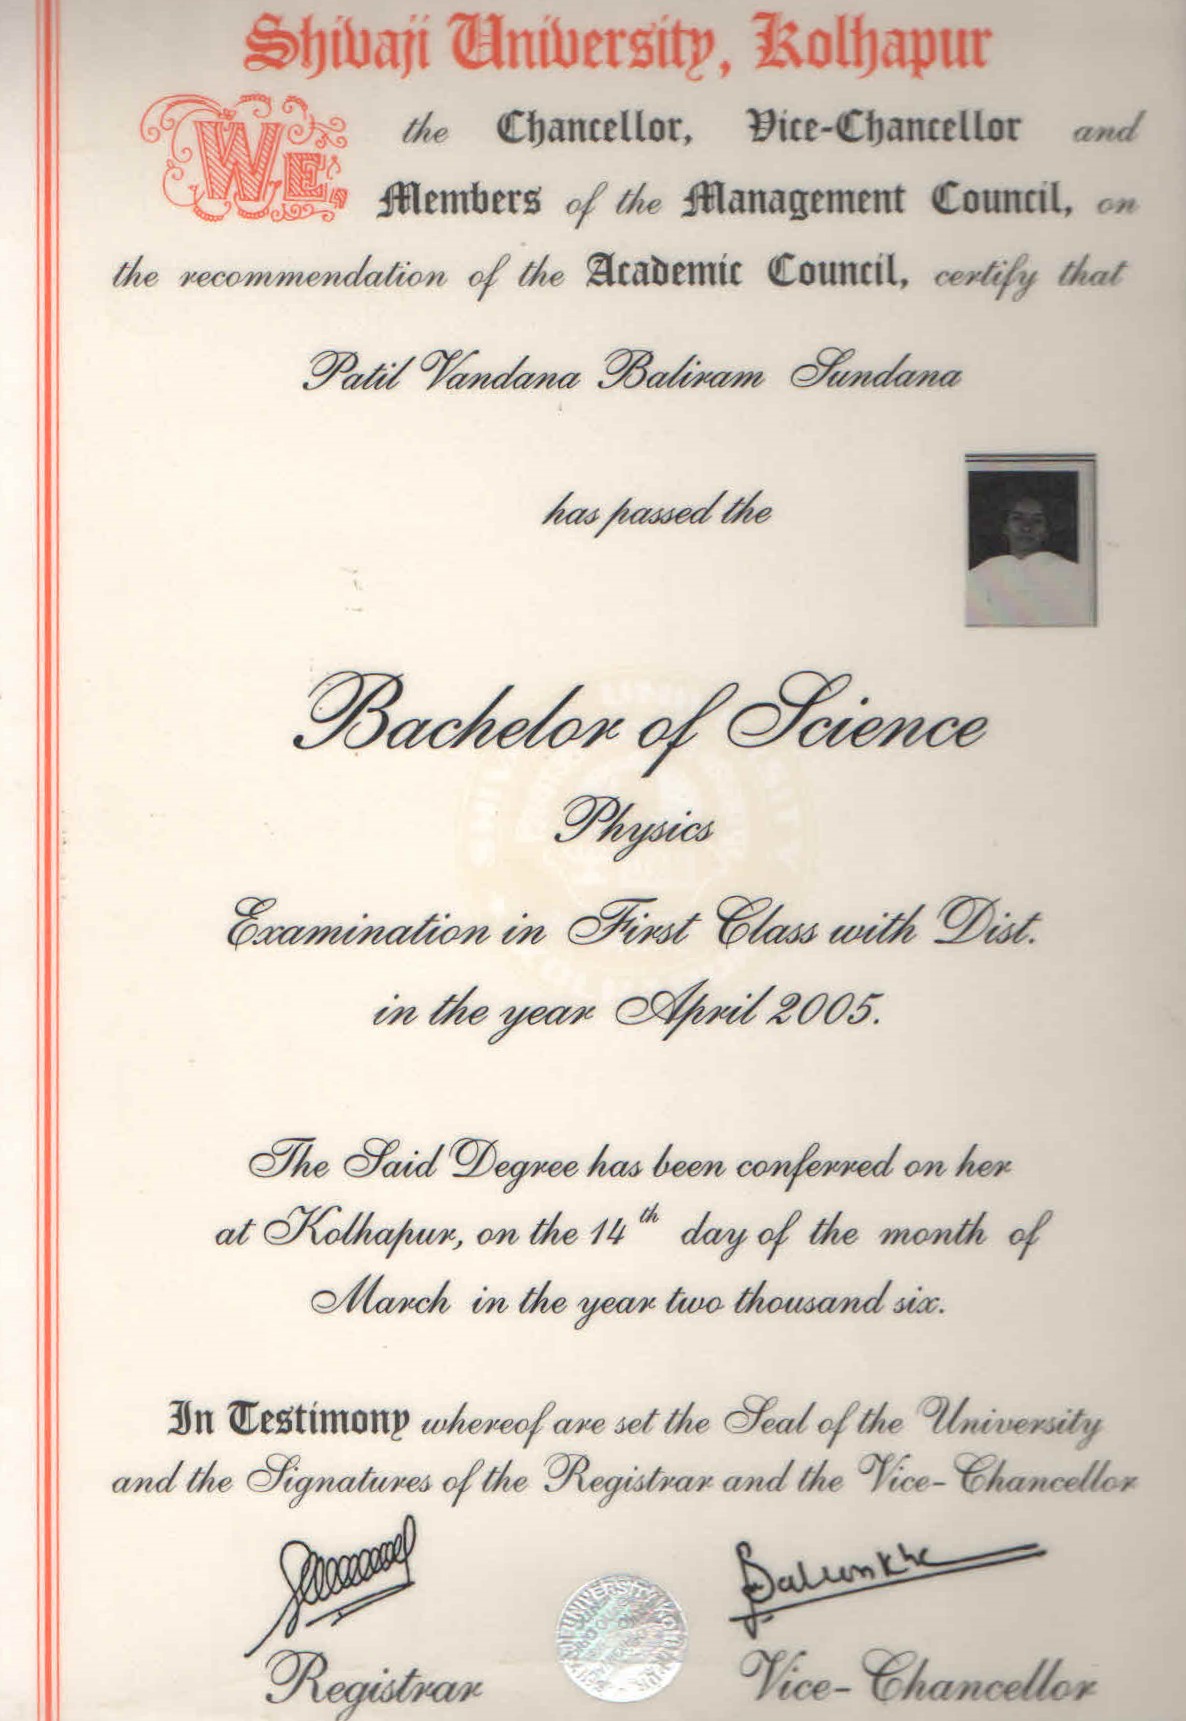 Shivaji University, Kolhapur
WE, the Chancellor, Vice-Chancellor and
Members of the Management Council, on
the recommendation of the Academic Council, certify that
Patil Vandana Baliram Sundana
has passed the
Bachelor of Science
Physics
Examination in First Class with Dist.
in the year April 2005.
The Said Degree has been conferred on her
at Kolhapur, on the 14th day of the month of
March in the year two thousand six.
In Testimony whereof are set the Seal of the University
and the Signatures of the Registrar and the Vice-Chancellor
Registrar
Vice-Chancellor